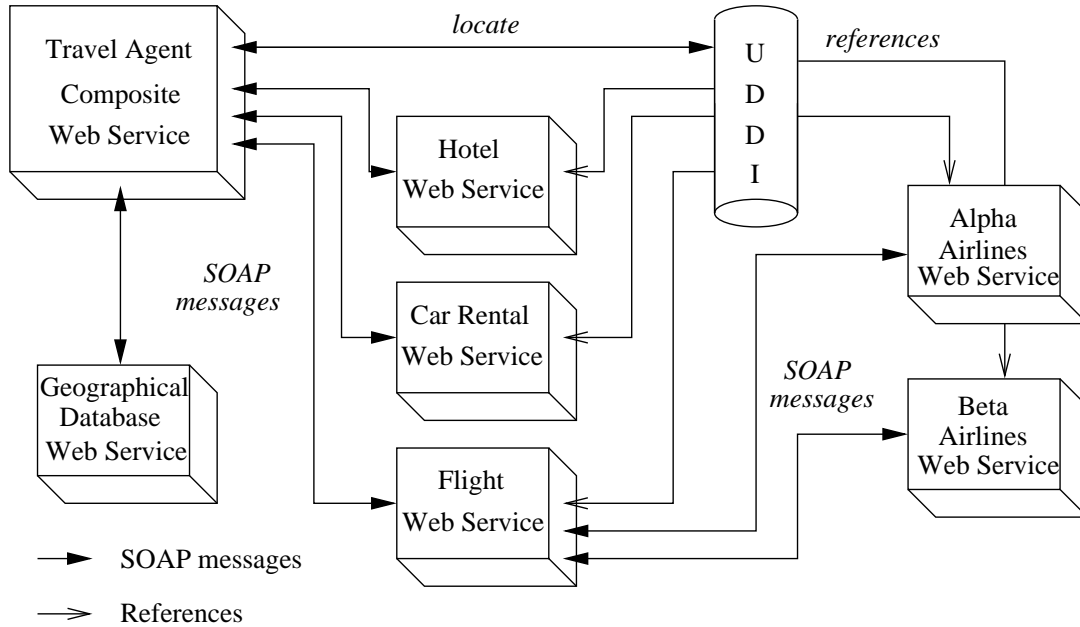 Travel Agent
Composite
Web Service
locate
U
D
D
I
references
Hotel
Web Service
Alpha
Airlines
Web Service
SOAP
messages
Car Rental
Web Service
Geographical
Database
Web Service
SOAP
messages
Beta
Airlines
Web Service
Flight
Web Service
SOAP messages
References